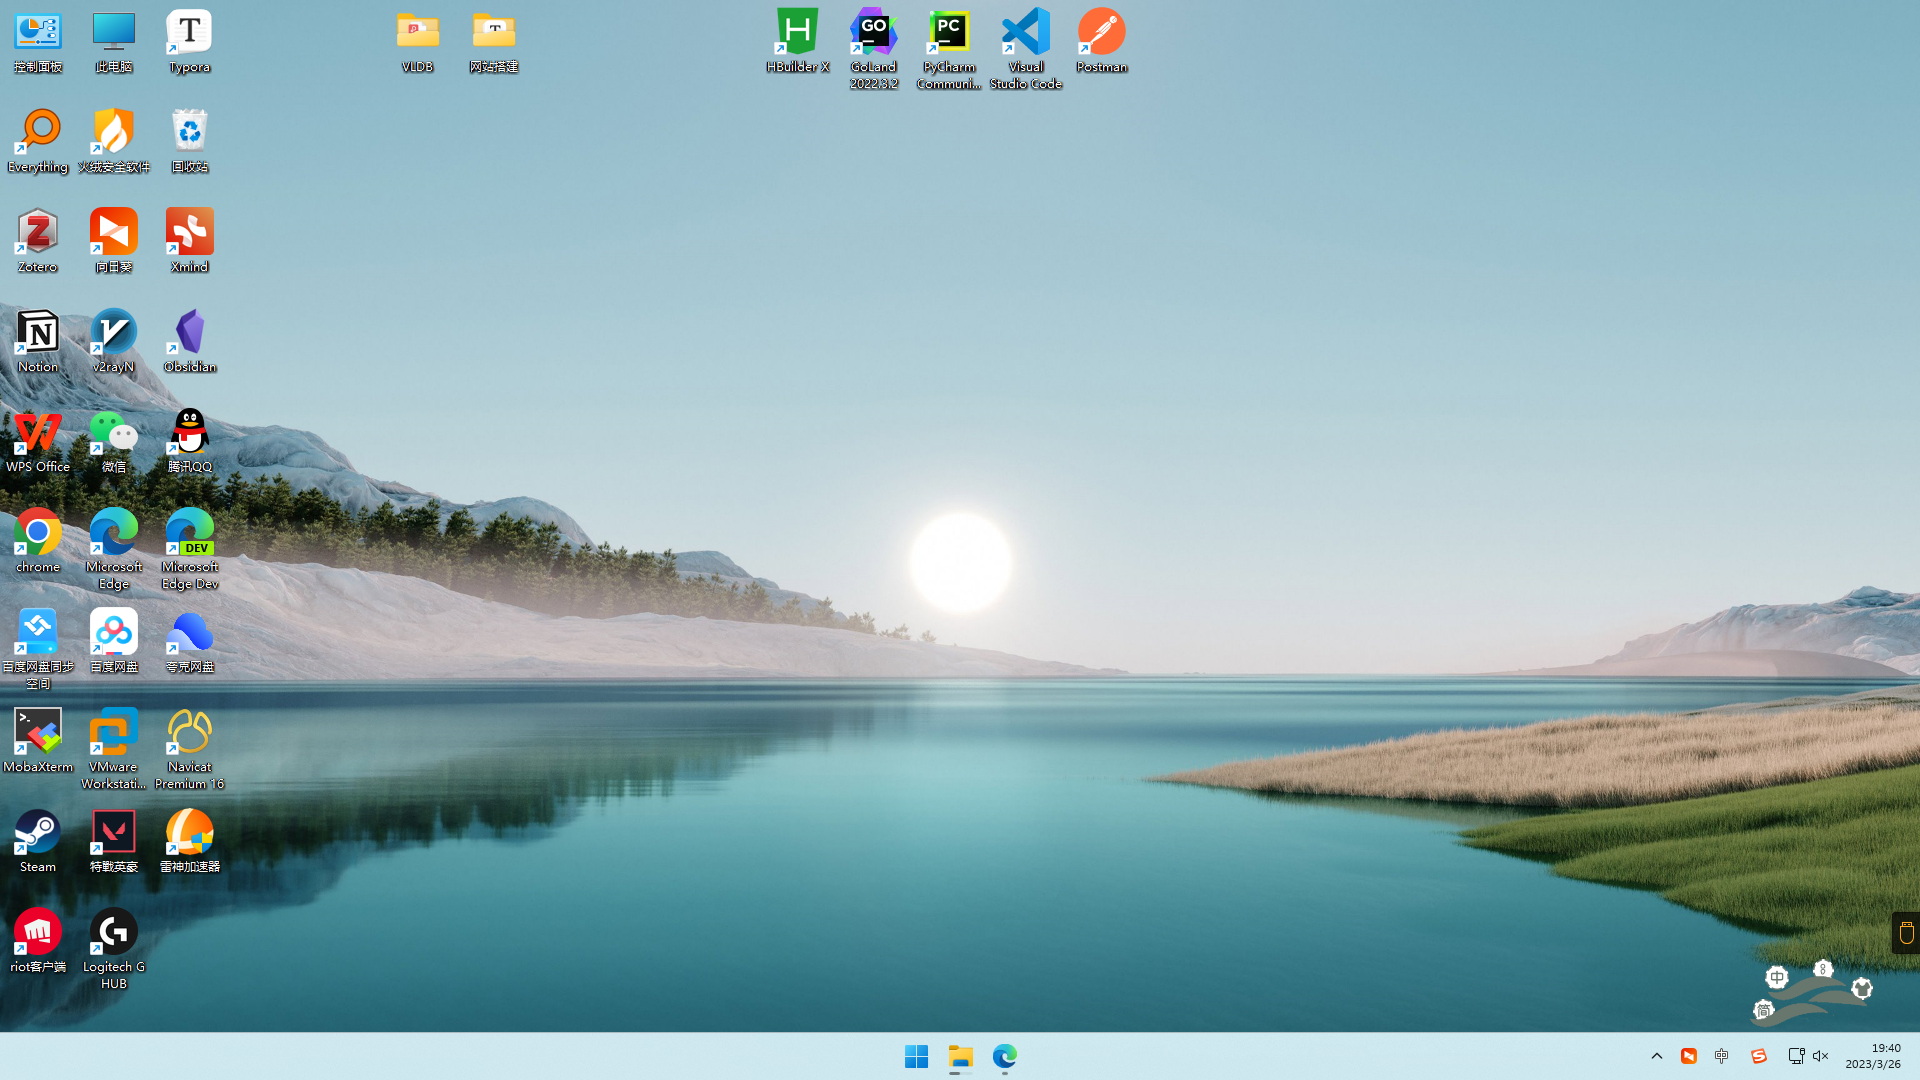 控制面板
此电脑
Typora
VLDB
网站搭建
HBuilder X
GoLand
2022.3.2
PyCharm
Communi...
Visual
Studio Code
Postman
Everything
火绒安全软件
回收站
Zotero
向日葵
Xmind
Notion
v2rayN
Obsidian
WPS Office
微信
腾讯QQ
chrome
Microsoft
Edge
DEV
Microsoft
Edge Dev
百度网盘同步
空间
百度网盘
夸克网盘
MobaXterm
VMware
Workstati...
Navicat
Premium 16
Steam
特戰英豪
雷神加速器
riot客户端
Logitech G
HUB
中
简
中
19:40
2023/3/26